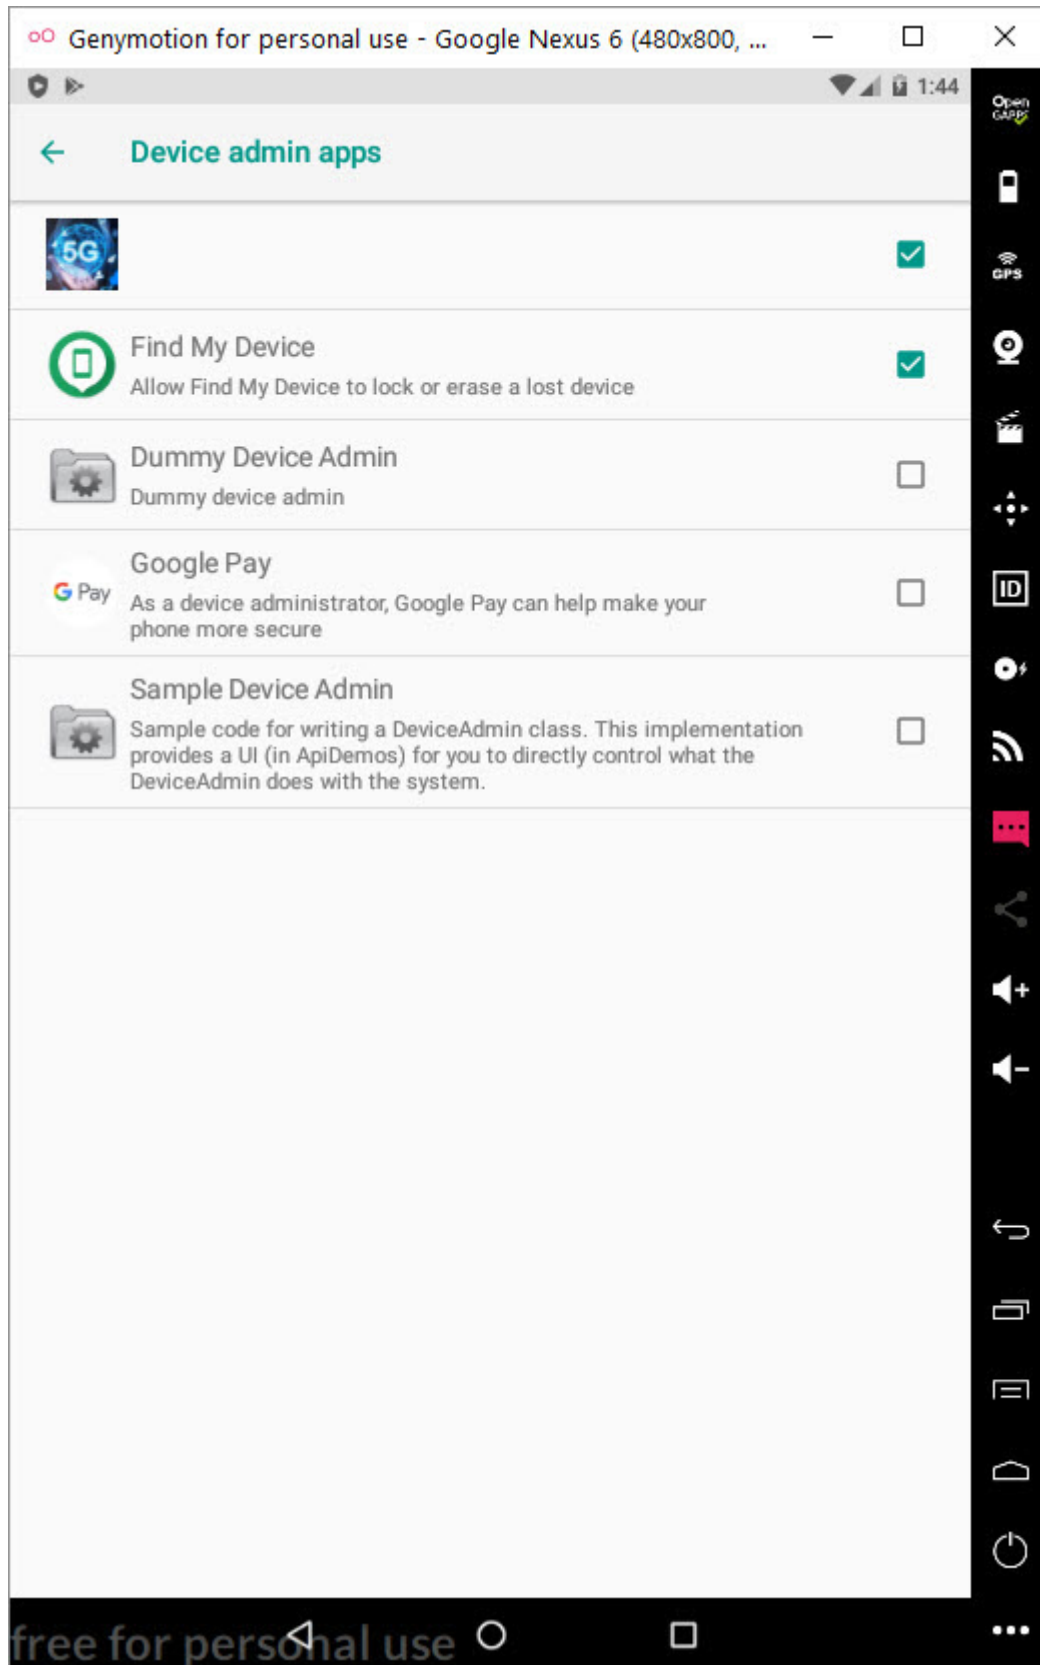 Genymotion for personal use - Google Nexus 6 (480x800, ...
1:44
Open
GAPPS
Device admin apps
5G
GPS
Find My Device
Allow Find My Device to lock or erase a lost device
Dummy Device Admin
Dummy device admin
Google Pay
G Pay
As a device administrator, Google Pay can help make your
phone more secure
ID
Sample Device Admin
Sample code for writing a DeviceAdmin class. This implementation
provides a UI (in ApiDemos) for you to directly control what the
DeviceAdmin does with the system.
free for personal use